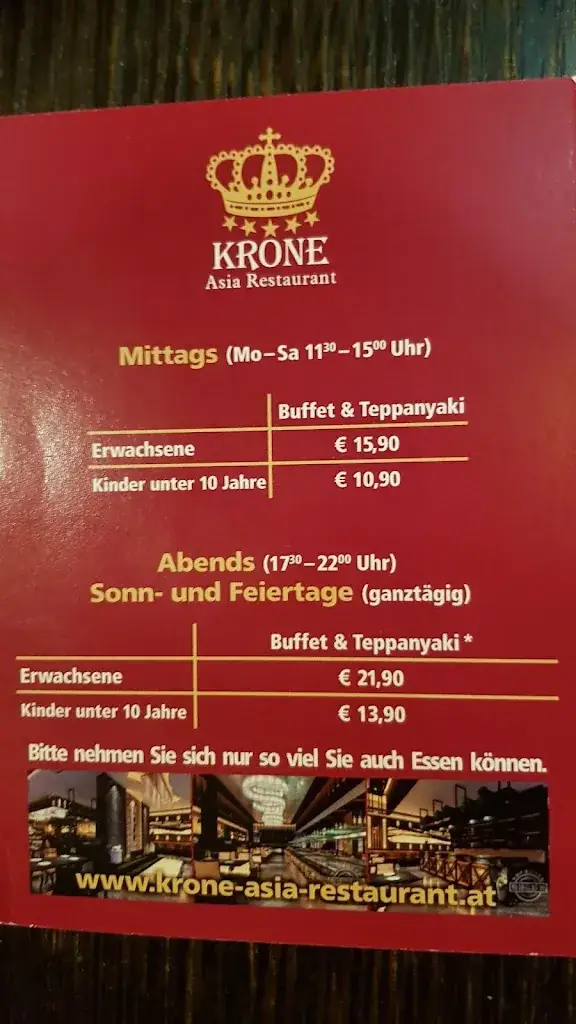 KRONE
Asia Restaurant
Mittags (Mo–Sa 11³⁰–15⁰⁰ Uhr)
Buffet & Teppanyaki
Erwachsene € 15,90
Kinder unter 10 Jahre € 10,90
Abends (17³⁰–22⁰⁰ Uhr)
Sonn- und Feiertage (ganztägig)
Buffet & Teppanyaki *
Erwachsene € 21,90
Kinder unter 10 Jahre € 13,90
Bitte nehmen Sie sich nur so viel Sie auch Essen können.
www.krone-asia-restaurant.at